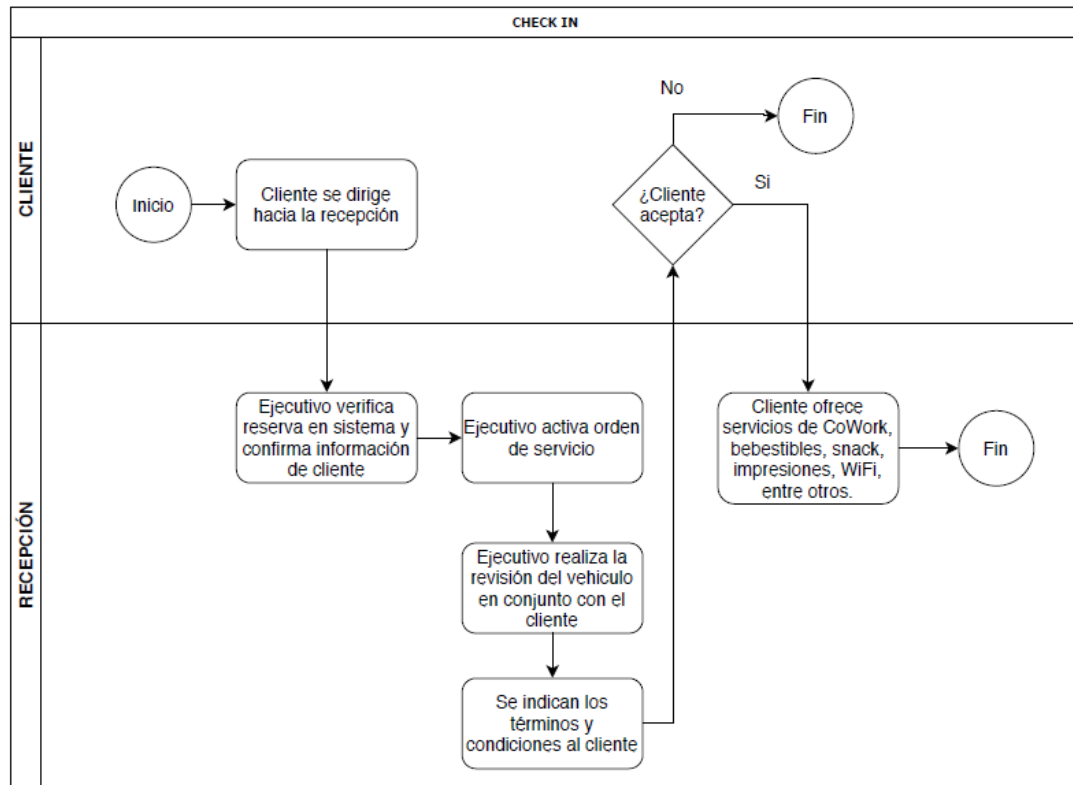 CHECK IN
CLIENTE
Inicio
Cliente se dirige
hacia la recepción
¿Cliente
acepta?
No
Fin
Si
RECEPCIÓN
Ejecutivo verifica
reserva en sistema y
confirma información
de cliente
Ejecutivo activa orden
de servicio
Ejecutivo realiza la
revisión del vehiculo
en conjunto con el
cliente
Se indican los
términos y
condiciones al cliente
Cliente ofrece
servicios de CoWork,
bebestibles, snack,
impresiones, WiFi,
entre otros.
Fin